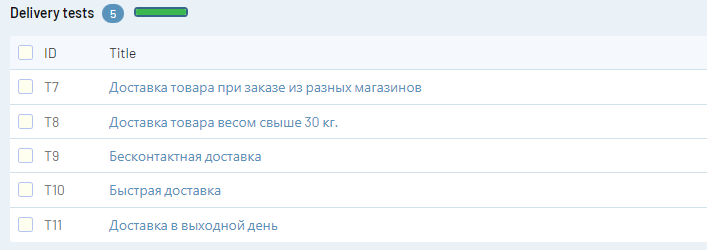 Delivery tests 5
ID Title
T7 Доставка товара при заказе из разных магазинов
T8 Доставка товара весом свыше 30 кг.
T9 Бесконтактная доставка
T10 Быстрая доставка
T11 Доставка в выходной день